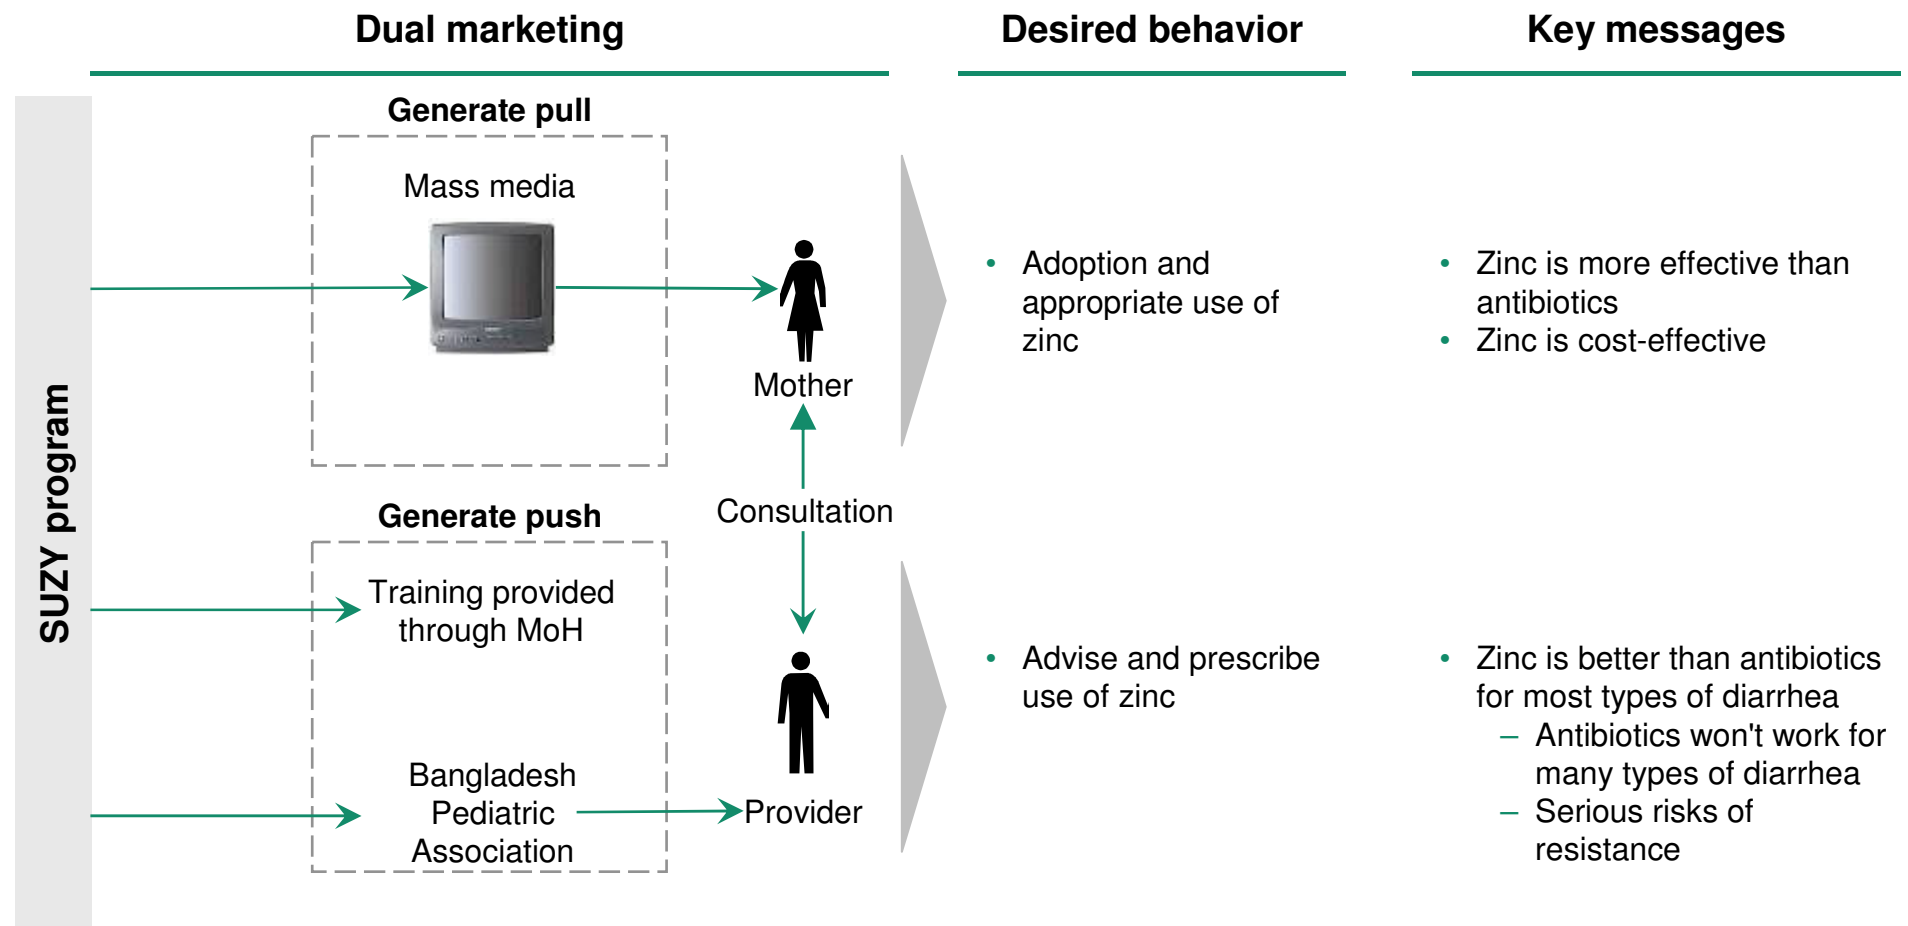 Dual marketing
Desired behavior
Key messages
SUZY program
Generate pull
Mass media
Mother
Consultation
Generate push
Training provided
through MoH
Bangladesh
Pediatric
Association
Provider
• Adoption and
appropriate use of
zinc
• Zinc is more effective than
antibiotics
• Zinc is cost-effective
• Advise and prescribe
use of zinc
• Zinc is better than antibiotics
for most types of diarrhea
– Antibiotics won't work for
many types of diarrhea
– Serious risks of
resistance